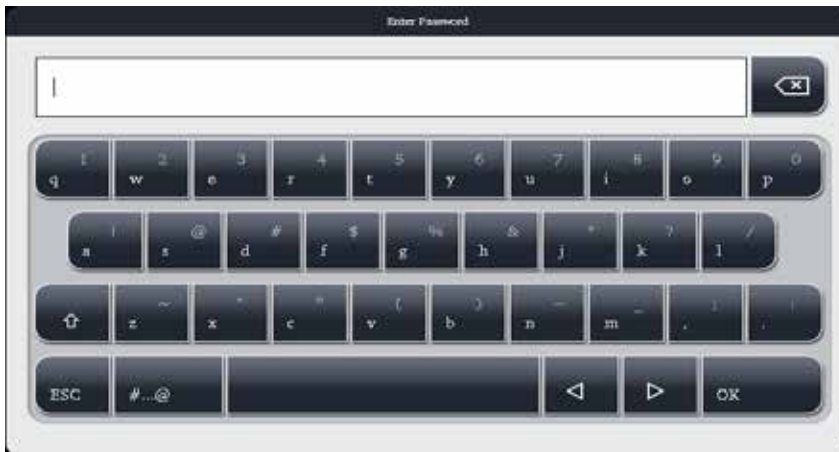 Enter Password
1 2 3 4 5 6 7 8 9 0
q w e r t y u i o p
! @ # $ % & * ? /
a s d f g h j k l
~ ( ) _
z x c v b n m , .
ESC #...@ OK